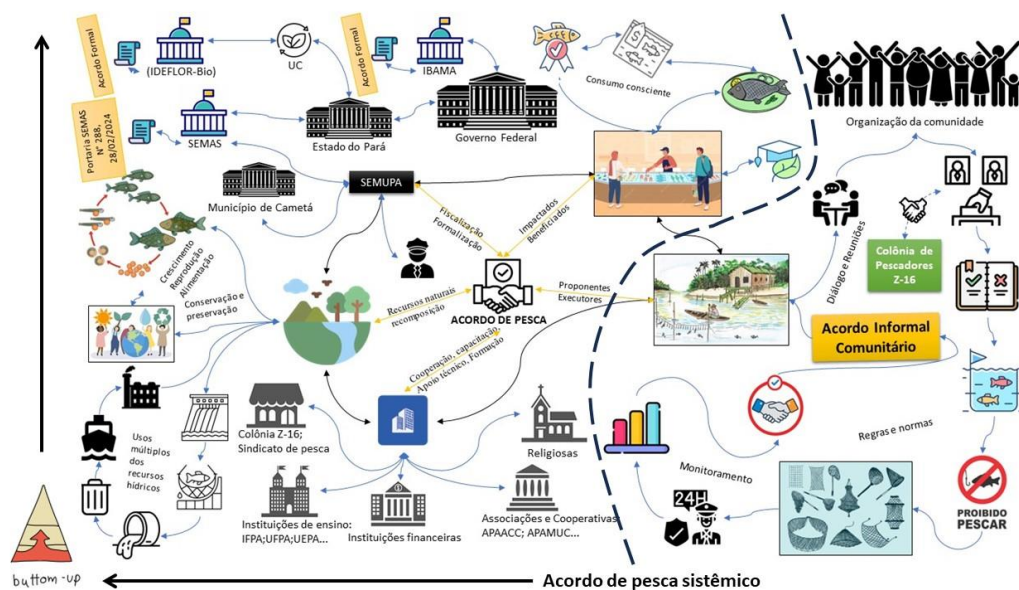 Acordo Formal
(IDEFLOR-Bio)
UC
Acordo Formal
IBAMA
Consumo consciente
Organização da comunidade
Portaria SEMAS
N° 288,
28/02/2024
SEMAS
Estado do Pará
Governo Federal
Município de Cametá
SEMUPA
Fiscalização
Formalização
Impactados
Beneficiados
Diálogo e Reuniões
Colônia de
Pescadores
Z-16
Crescimento
Reprodução
Alimentação
Conservação e
preservação
Recursos naturais
recomposição
ACORDO DE PESCA
Proponentes
Executores
Acordo Informal
Comunitário
Cooperação, capacitação,
Apoio técnico, Formação
Usos
múltiplos
dos
recursos
hídricos
Colônia Z-16;
Sindicato de pesca
Religiosas
Regras e normas
Monitoramento
24H
PROIBIDO
PESCAR
Instituições de ensino:
IFPA;UFPA;UEPA...
Instituições financeiras
Associações e Cooperativas
APAACC; APAMUC...
buttom-up
Acordo de pesca sistêmico